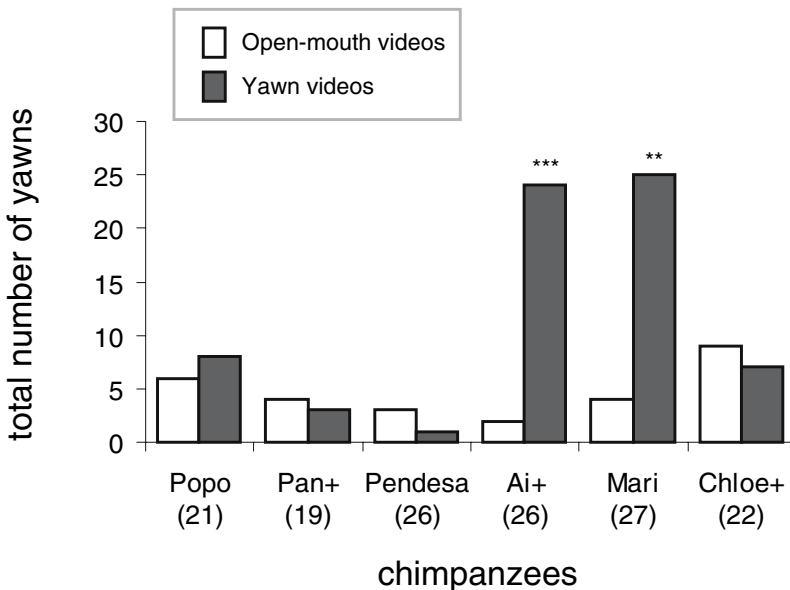 Open-mouth videos
Yawn videos
total number of yawns
30
25
20
15
10
5
0
***
**
Popo Pan+ Pendesa Ai+ Mari Chloe+
(21) (19) (26) (26) (27) (22)
chimpanzees